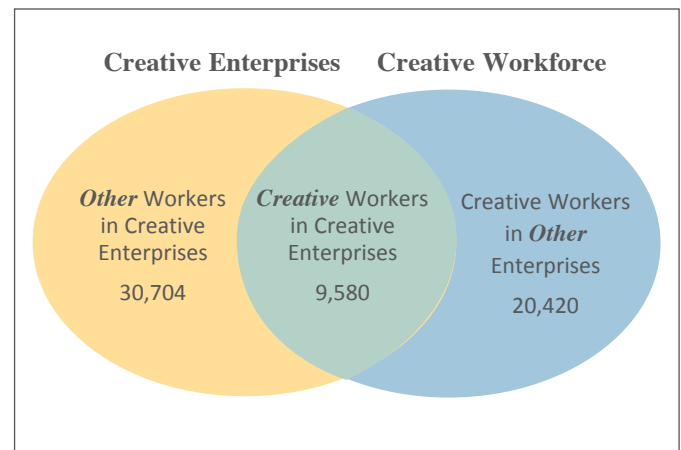 Creative Enterprises
Creative Workforce
Other Workers
in Creative
Enterprises
30,704
Creative Workers
in Creative
Enterprises
9,580
Creative Workers
in Other
Enterprises
20,420